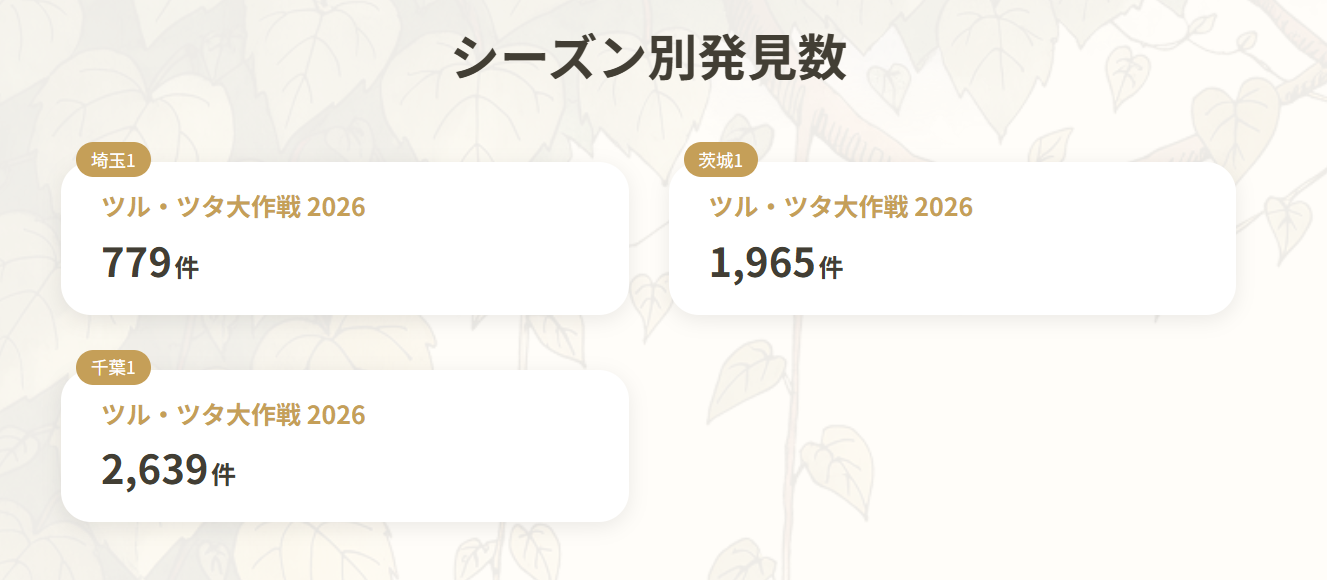 シーズン別発見数
埼玉1
ツル・ツタ大作戦 2026
779件
茨城1
ツル・ツタ大作戦 2026
1,965件
千葉1
ツル・ツタ大作戦 2026
2,639件